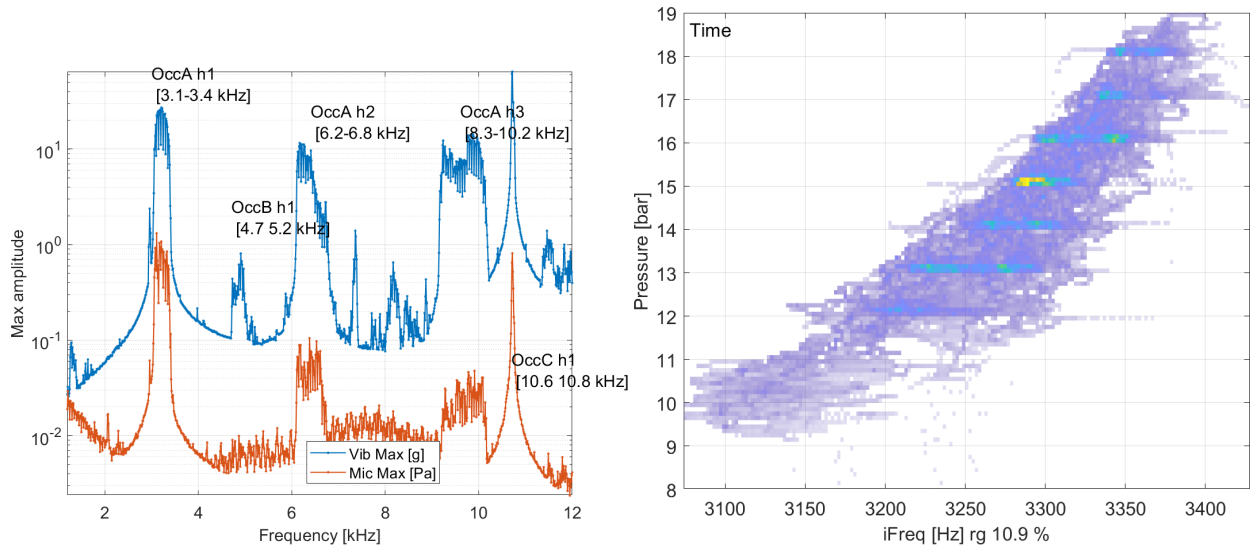 OccA h1
[3.1-3.4 kHz]
OccA h2
[6.2-6.8 kHz]
OccA h3
[8.3-10.2 kHz]
OccB h1
[4.7 5.2 kHz]
OccC h1
[10.6 10.8 kHz]
10^1
10^0
10^-1
10^-2
Max amplitude
Vib Max [g]
Mic Max [Pa]
2 4 6 8 10 12
Frequency [kHz]
Time
19
18
17
16
15
14
13
12
11
10
9
8
Pressure [bar]
3100 3150 3200 3250 3300 3350 3400
iFreq [Hz] rg 10.9 %